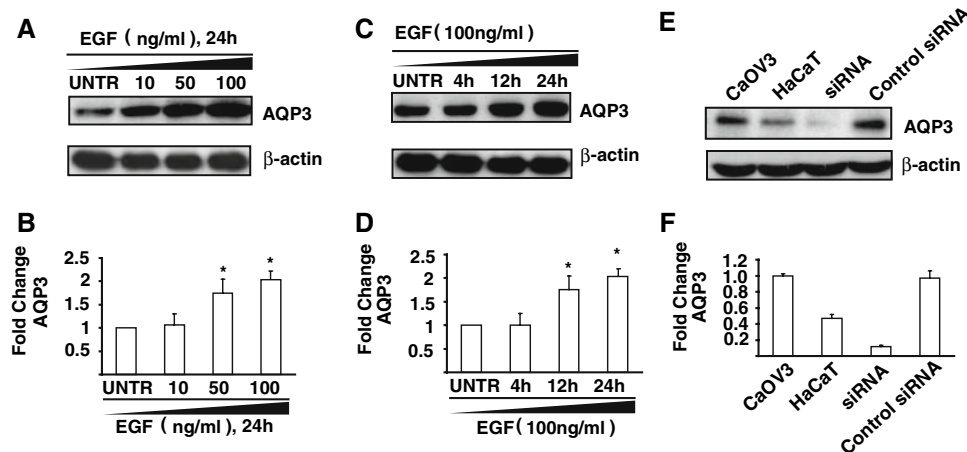 A
EGF ( ng/ml ), 24h
UNTR 10 50 100
AQP3
β-actin
B
Fold Change
AQP3
2.5
2
1.5
1
0.5
* *
UNTR 10 50 100
EGF ( ng/ml ), 24h
C
EGF( 100ng/ml )
UNTR 4h 12h 24h
AQP3
β-actin
D
Fold Change
AQP3
2.5
2
1.5
1
0.5
* *
UNTR 4h 12h 24h
EGF( 100ng/ml )
E
CaOV3 HaCaT siRNA Control siRNA
AQP3
β-actin
F
Fold Change
AQP3
1.2
1.0
0.8
0.6
0.4
0.2
CaOV3 HaCaT siRNA Control siRNA